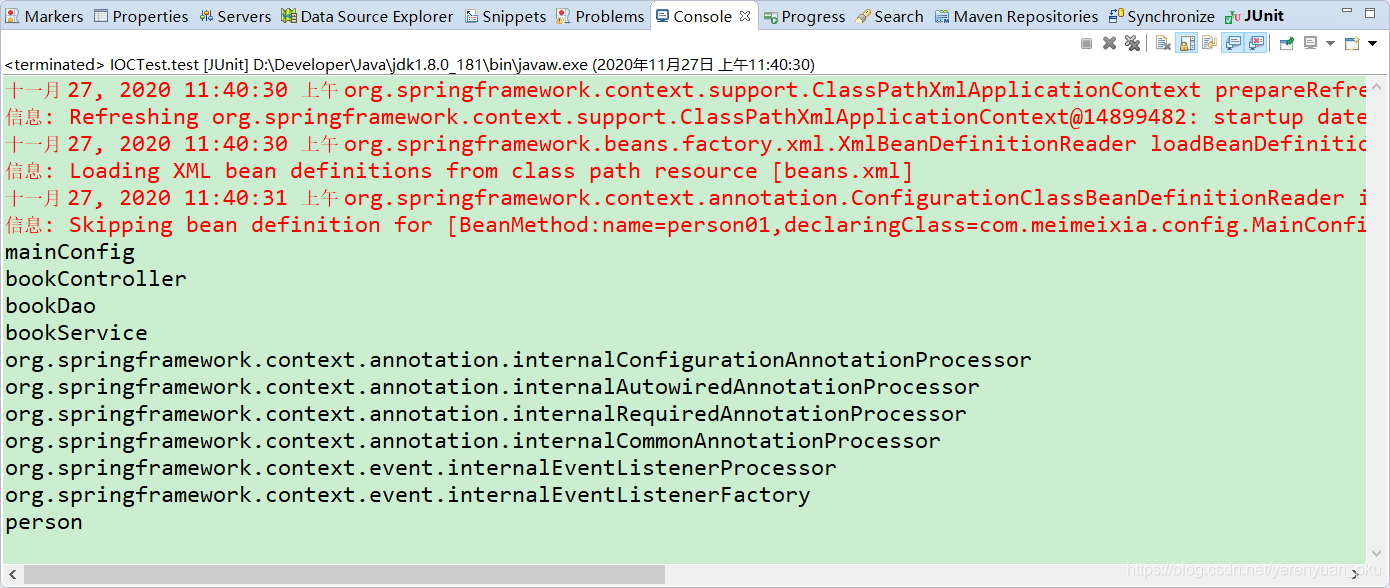 Markers Properties Servers Data Source Explorer Snippets Problems Console Progress Search Maven Repositories Synchronize JUnit
<terminated> IOCTest.test [JUnit] D:\Developer\Java\jdk1.8.0_181\bin\javaw.exe (2020年11月27日 上午11:40:30)
十一月 27, 2020 11:40:30 上午 org.springframework.context.support.ClassPathXmlApplicationContext prepareRefre
信息: Refreshing org.springframework.context.support.ClassPathXmlApplicationContext@14899482: startup date
十一月 27, 2020 11:40:30 上午 org.springframework.beans.factory.xml.XmlBeanDefinitionReader loadBeanDefinitio
信息: Loading XML bean definitions from class path resource [beans.xml]
十一月 27, 2020 11:40:31 上午 org.springframework.context.annotation.ConfigurationClassBeanDefinitionReader i
信息: Skipping bean definition for [BeanMethod:name=person01,declaringClass=com.meimeixia.config.MainConfi
mainConfig
bookController
bookDao
bookService
org.springframework.context.annotation.internalConfigurationAnnotationProcessor
org.springframework.context.annotation.internalAutowiredAnnotationProcessor
org.springframework.context.annotation.internalRequiredAnnotationProcessor
org.springframework.context.annotation.internalCommonAnnotationProcessor
org.springframework.context.event.internalEventListenerProcessor
org.springframework.context.event.internalEventListenerFactory
person
https://blog.csdn.net/yerenyuan_pku